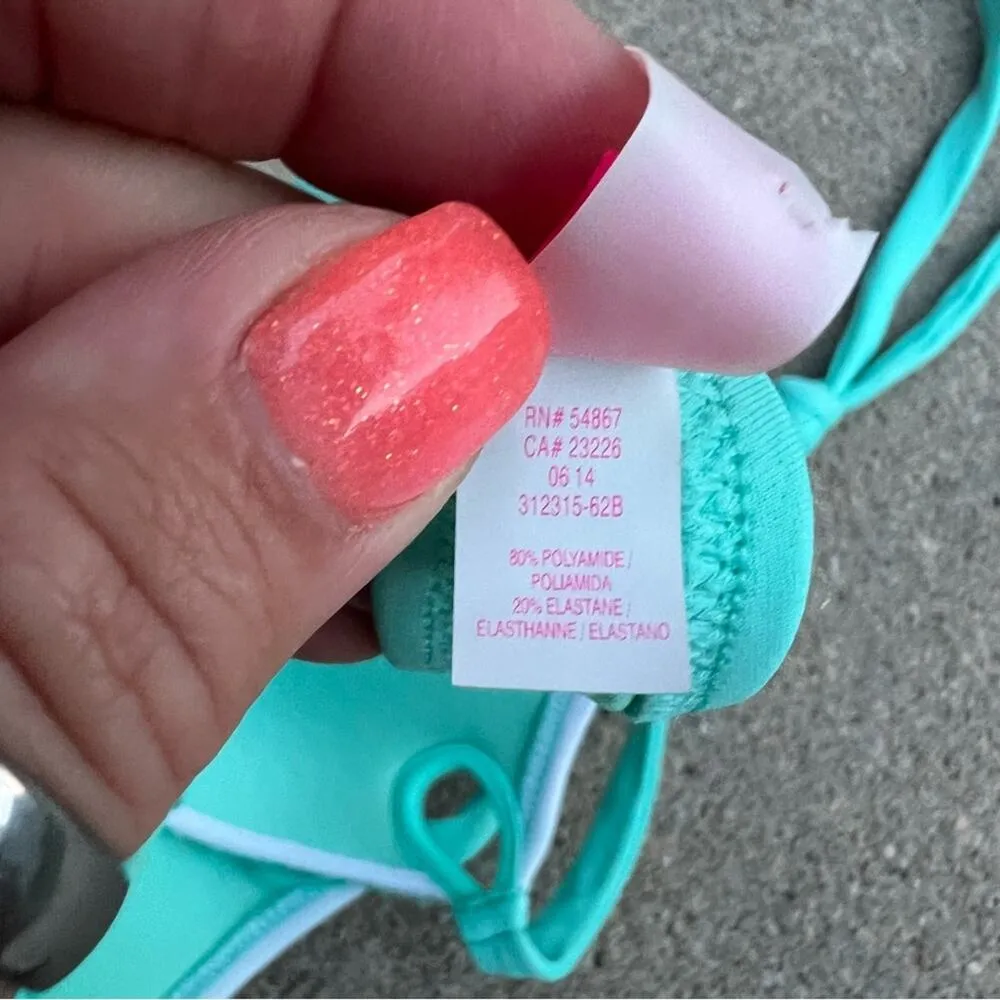 RN# 54867
CA# 23226
06 14
312315-62B
80% POLYAMIDE /
POLIAMIDA
20% ELASTANE /
ELASTHANNE / ELASTANO